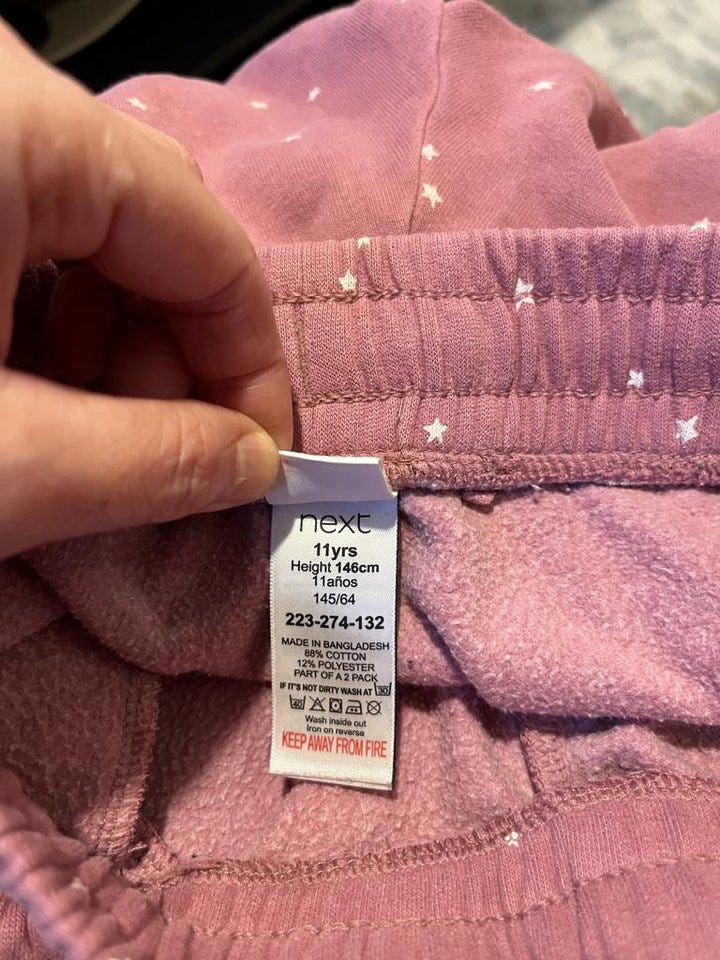 next
11yrs
Height 146cm
11años
145/64
223-274-132
MADE IN BANGLADESH
88% COTTON
12% POLYESTER
PART OF A 2 PACK
IF IT'S NOT DIRTY WASH AT 30
40
Wash inside out
Iron on reverse
KEEP AWAY FROM FIRE